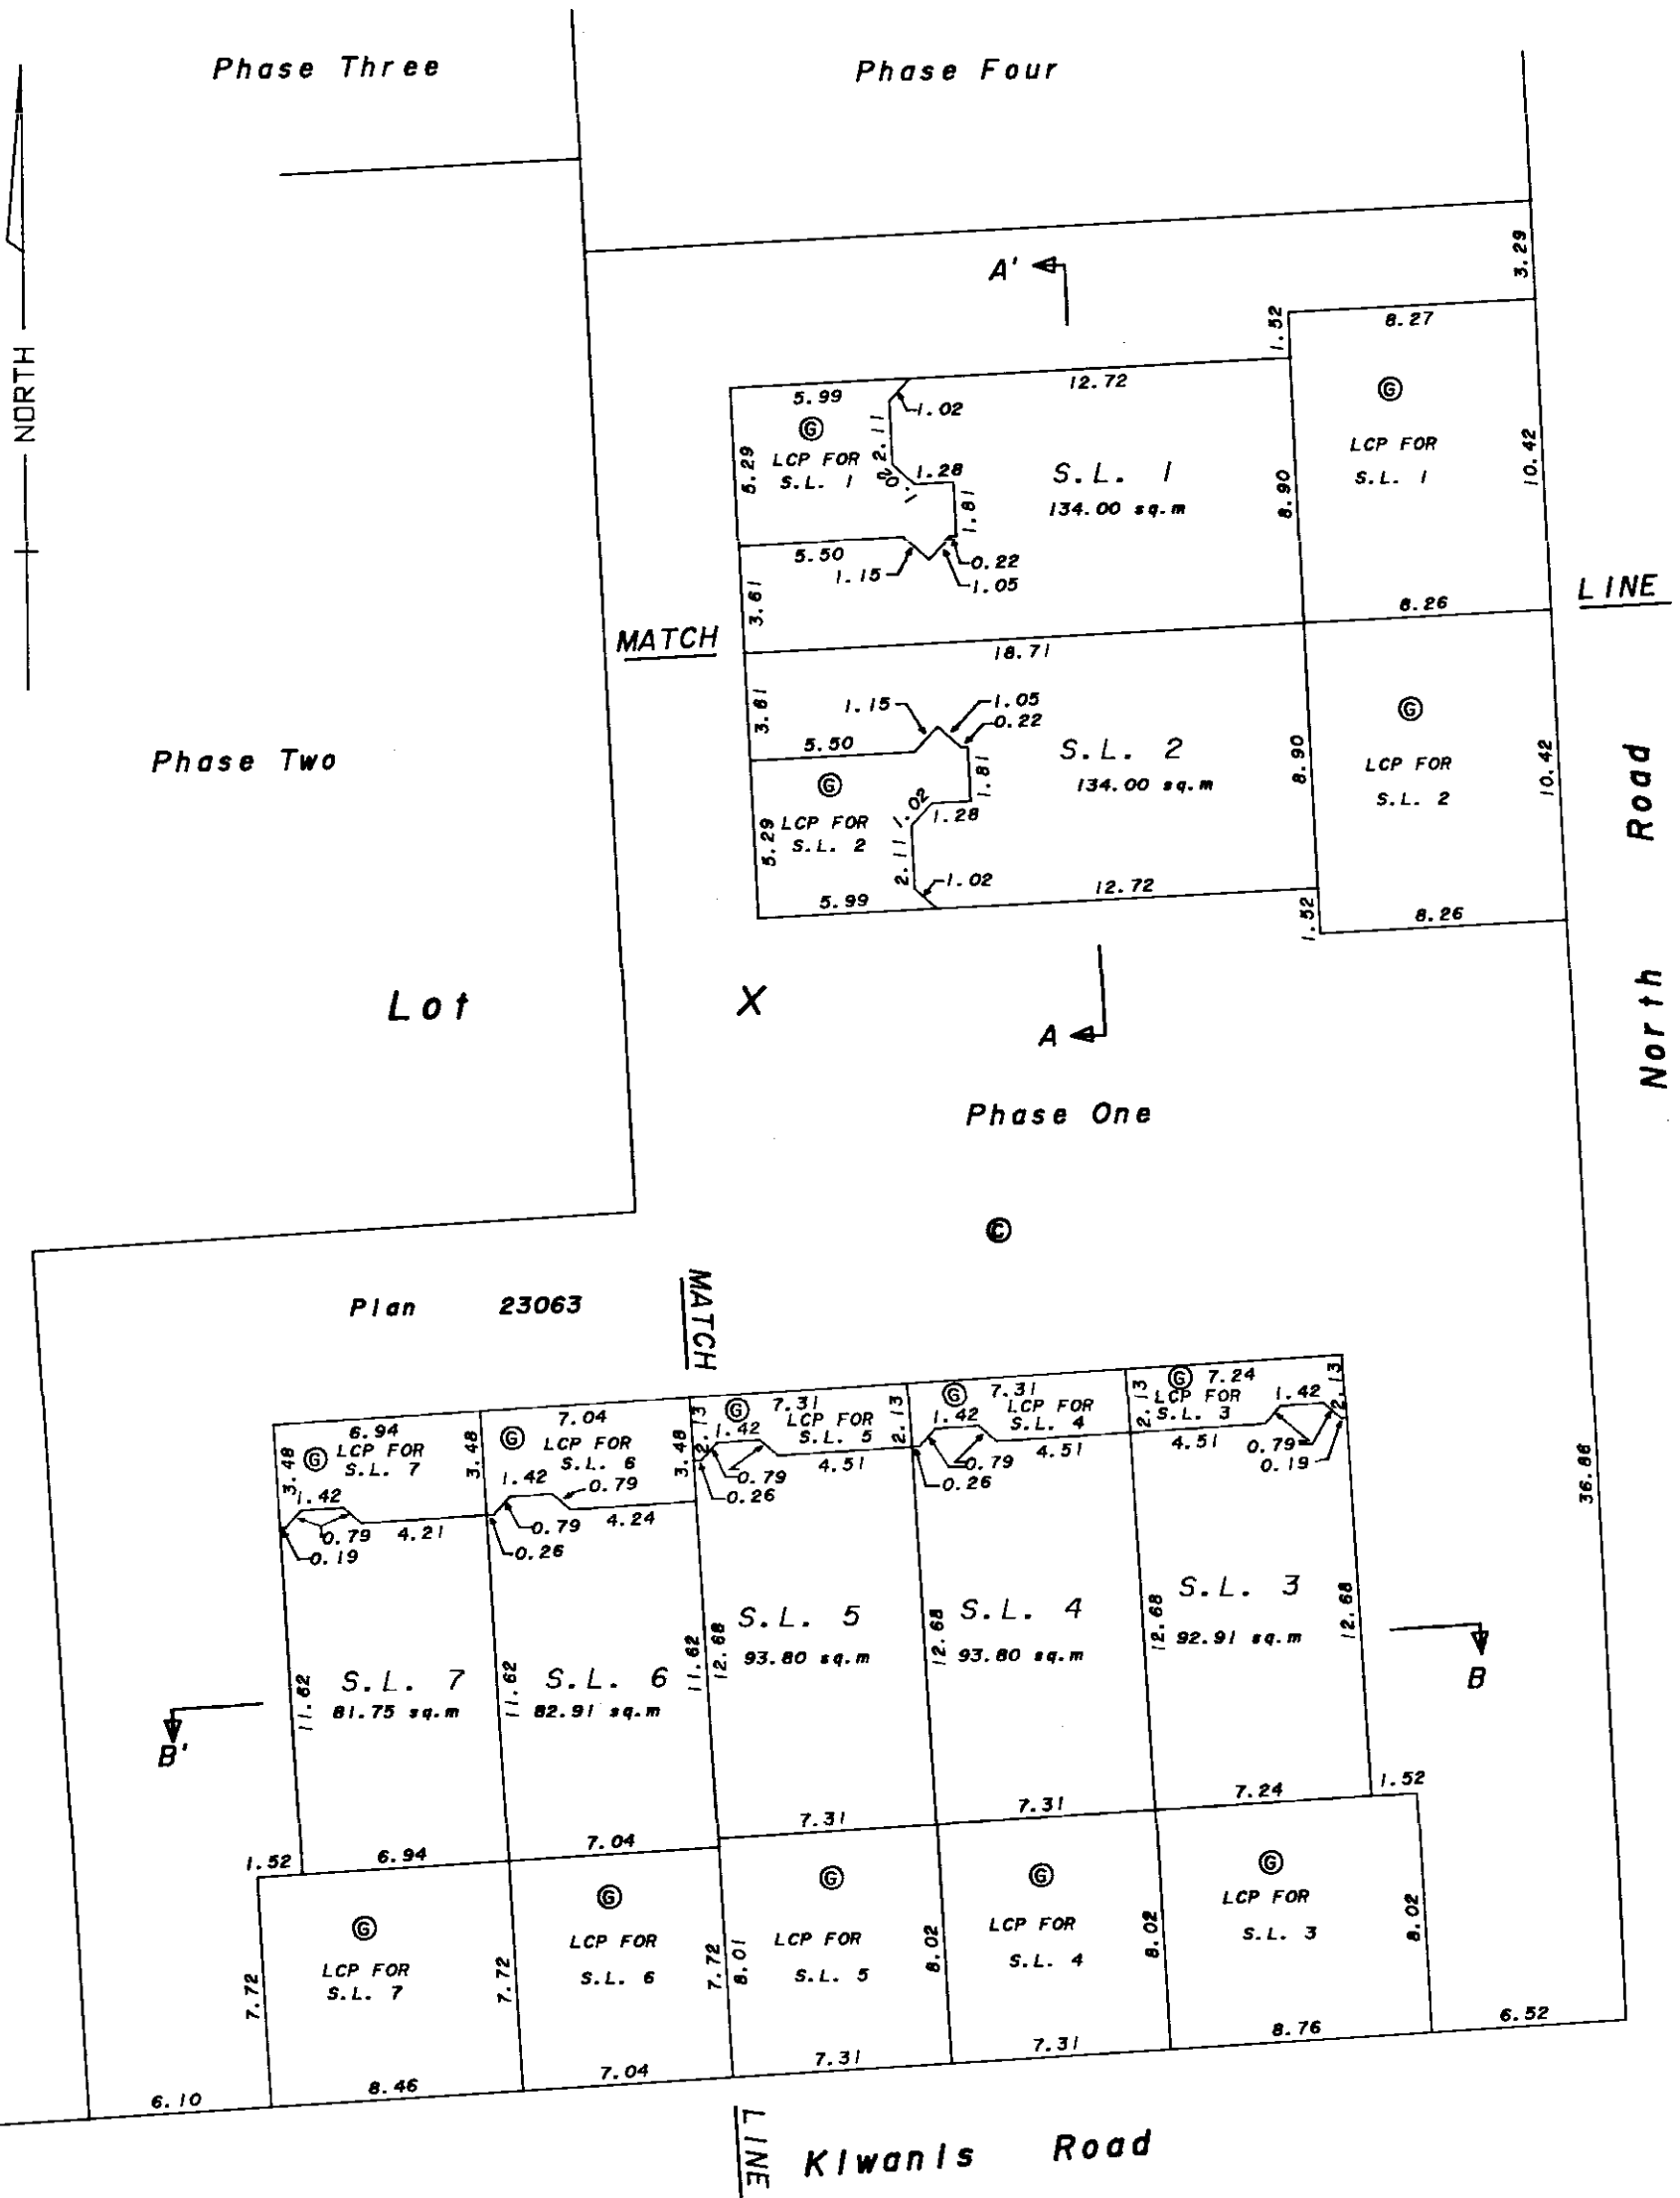 Phase Three
Phase Four
NORTH
3.29
A'
1.52
8.27
5.99
12.72
1.02
G
G
2.11
LCP FOR
S.L. 1
5.29
1.02
1.28
S.L. 1
134.00 sq.m
1.81
8.90
LCP FOR
S.L. 1
10.42
5.50
1.15
0.22
1.05
3.61
8.26
LINE
MATCH
18.71
3.61
1.15
1.05
0.22
G
5.50
S.L. 2
134.00 sq.m
Phase Two
G
1.81
8.90
LCP FOR
S.L. 2
10.42
1.02
1.28
LCP FOR
S.L. 2
5.29
2.11
1.02
5.99
12.72
1.52
8.26
North Road
Lot X
A
Phase One
C
Plan 23063
MATCH
6.94
7.04
7.31
7.31
7.24
G
G
G
G
G
LCP FOR
S.L. 7
LCP FOR
S.L. 6
LCP FOR
S.L. 5
LCP FOR
S.L. 4
LCP FOR
S.L. 3
3.48
3.48
3.48
2.13
2.13
2.13
2.13
1.42
1.42
1.42
1.42
1.42
0.79
0.79
0.79
0.79
0.79
0.79
0.19
0.26
0.26
0.26
0.19
4.21
4.24
4.51
4.51
4.51
36.86
S.L. 7
81.75 sq.m
S.L. 6
82.91 sq.m
S.L. 5
93.80 sq.m
S.L. 4
93.80 sq.m
S.L. 3
92.91 sq.m
11.62
11.62
11.62
12.68
12.68
12.68
12.68
B'
B
1.52
6.94
7.04
7.31
7.31
7.24
1.52
G
G
G
G
G
LCP FOR
S.L. 7
LCP FOR
S.L. 6
LCP FOR
S.L. 5
LCP FOR
S.L. 4
LCP FOR
S.L. 3
7.72
7.72
7.72
8.01
8.02
8.02
8.02
6.10
8.46
7.04
7.31
7.31
8.76
6.52
LINE
Kiwanis Road